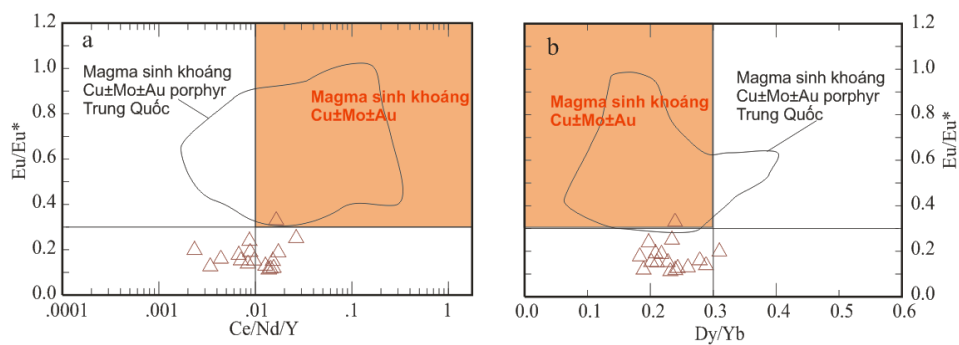 a
1.2
1.0
0.8
0.6
0.4
0.2
0.0
Eu/Eu*
Magma sinh khoáng
Cu±Mo±Au porphyr
Trung Quốc
Magma sinh khoáng
Cu±Mo±Au
.0001
.001
.01
.1
1
Ce/Nd/Y
b
Magma sinh khoáng
Cu±Mo±Au
Magma sinh khoáng
Cu±Mo±Au porphyr
Trung Quốc
1.2
1.0
0.8
0.6
0.4
0.2
0.0
Eu/Eu*
0.0
0.1
0.2
0.3
0.4
0.5
0.6
Dy/Yb